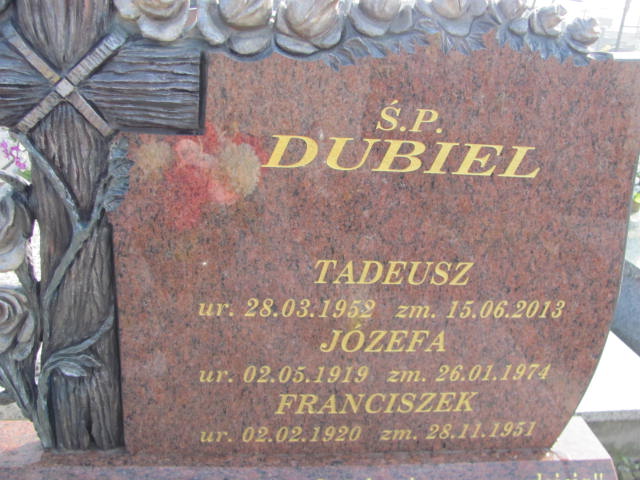 Ś.P.
DUBIEL
TADEUSZ
ur. 28.03.1952 zm. 15.06.2013
JÓZEFA
ur. 02.05.1919 zm. 26.01.1974
FRANCISZEK
ur. 02.02.1920 zm. 28.11.1951